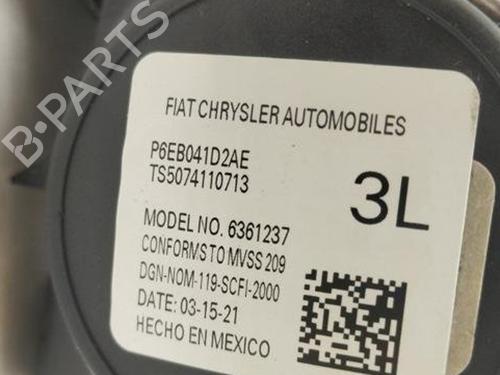 B-PARTS
FIAT CHRYSLER AUTOMOBILES
P6EB041D2AE
TS5074110713
3L
MODEL NO. 6361237
CONFORMS TO MVSS 209
DGN-NOM-119-SCFI-2000
DATE: 03-15-21
HECHO EN MEXICO